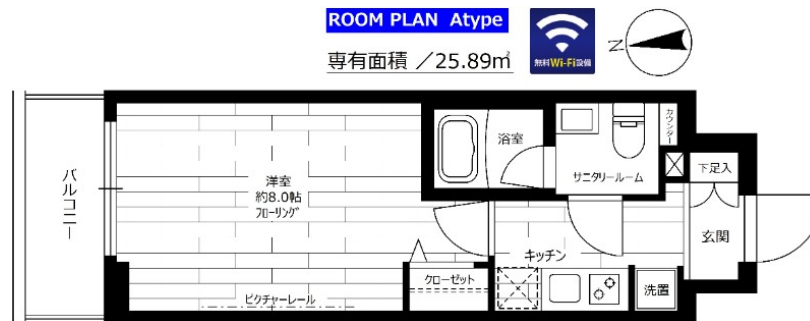 ROOM PLAN Atype
専有面積 ／25.89㎡
無料Wi-Fi設備
N
バルコニー
洋室
約8.0帖
フローリング
ピクチャーレール
クローゼット
浴室
サニタリールーム
カウンター
キッチン
洗置
下足入
玄関